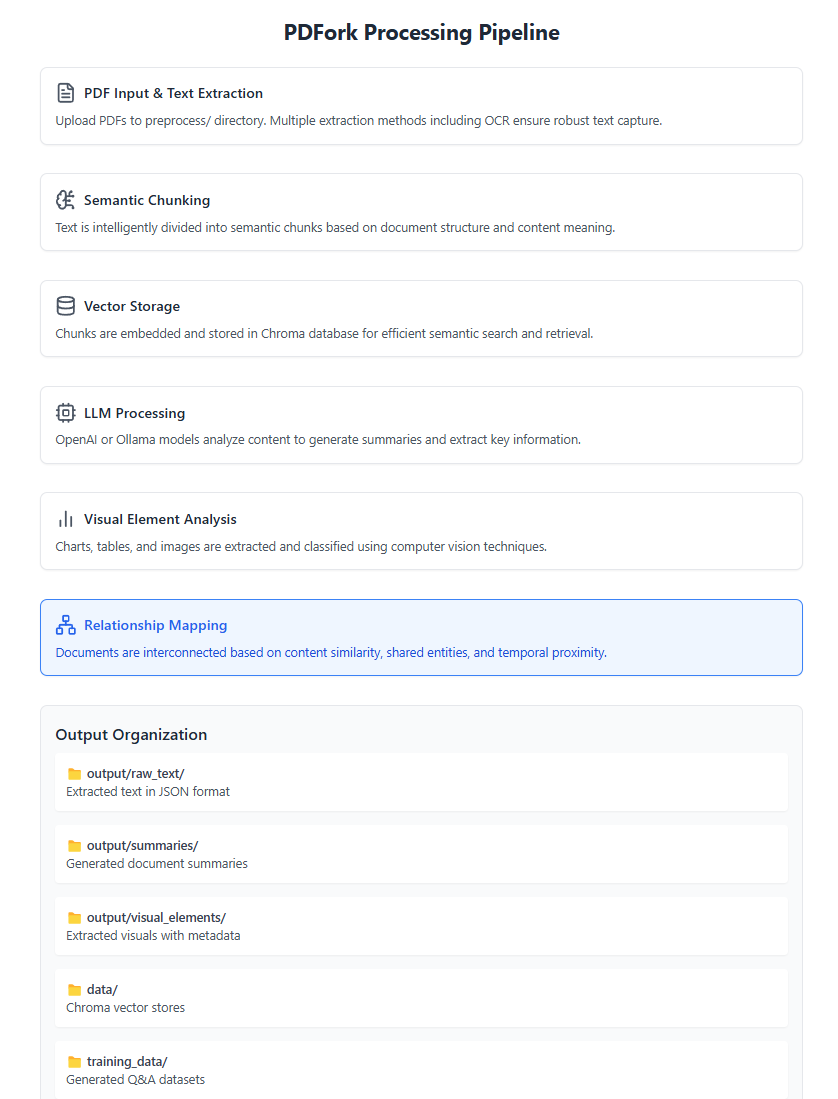 PDFork Processing Pipeline
PDF Input & Text Extraction
Upload PDFs to preprocess/ directory. Multiple extraction methods including OCR ensure robust text capture.
Semantic Chunking
Text is intelligently divided into semantic chunks based on document structure and content meaning.
Vector Storage
Chunks are embedded and stored in Chroma database for efficient semantic search and retrieval.
LLM Processing
OpenAI or Ollama models analyze content to generate summaries and extract key information.
Visual Element Analysis
Charts, tables, and images are extracted and classified using computer vision techniques.
Relationship Mapping
Documents are interconnected based on content similarity, shared entities, and temporal proximity.
Output Organization
output/raw_text/
Extracted text in JSON format
output/summaries/
Generated document summaries
output/visual_elements/
Extracted visuals with metadata
data/
Chroma vector stores
training_data/
Generated Q&A datasets